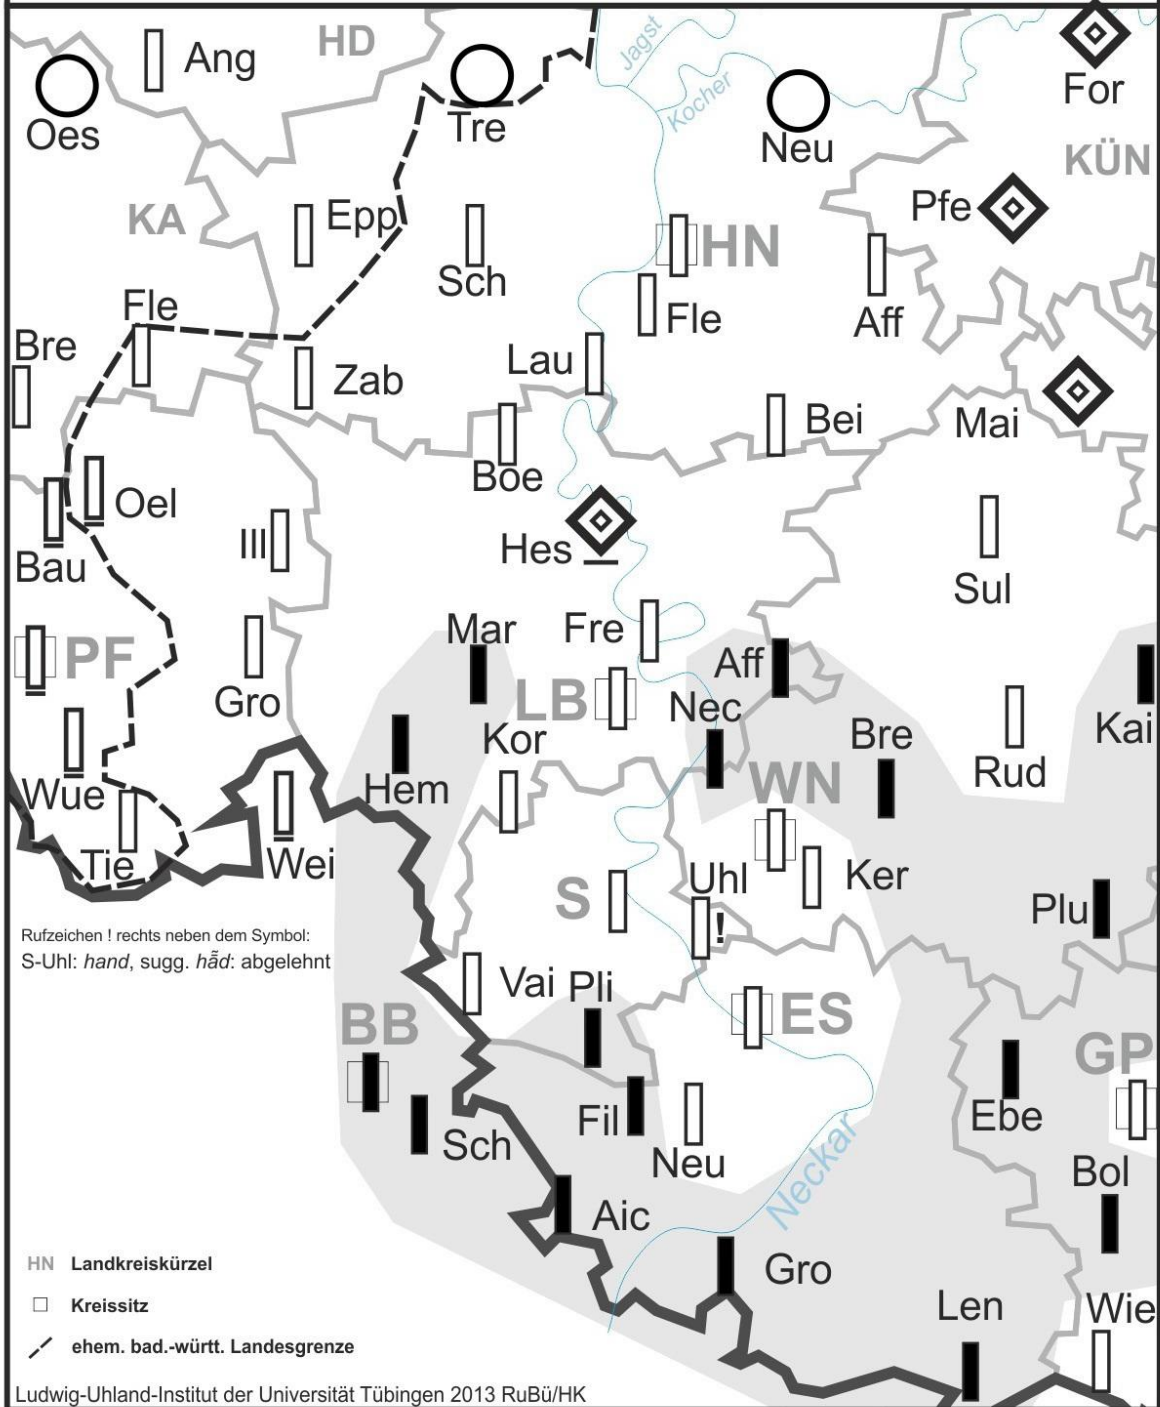 Ang
HD
Jagst
For
Oes
Tre
Kocher
Neu
KÜN
KA
Epp
Pfe
HN
Sch
Fle
Fle
Aff
Bre
Lau
Zab
Bei
Mai
Boe
Oel
Ill
Hes
Bau
Sul
Mar
Fre
PF
Aff
Gro
LB
Nec
Kor
Bre
Kai
Rud
WN
Wue
Hem
Tie
Wei
Uhl
Ker
S
!
Plu
Rufzeichen ! rechts neben dem Symbol:
S-Uhl: hand, sugg. hã̄d: abgelehnt
Vai
Pli
BB
ES
GP
Fil
Ebe
Sch
Neu
Neckar
Bol
Aic
HN Landkreiskürzel
Gro
Kreissitz
Len
Wie
ehem. bad.-württ. Landesgrenze
Ludwig-Uhland-Institut der Universität Tübingen 2013 RuBü/HK